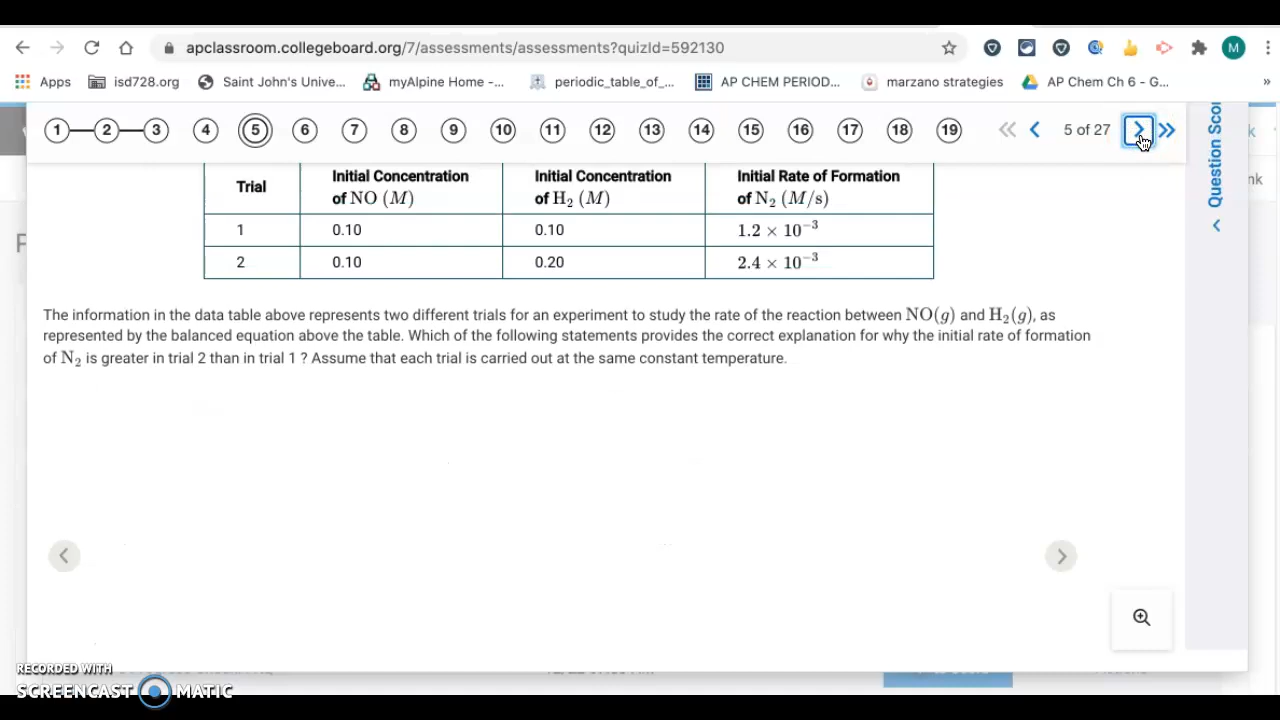 apclassroom.collegeboard.org/7/assessments/assessments?quizId=592130
M
Apps isd728.org Saint John's Unive... myAlpine Home -... periodic_table_of_... AP CHEM PERIOD... marzano strategies AP Chem Ch 6 - G... »
1 2 3 4 5 6 7 8 9 10 11 12 13 14 15 16 17 18 19 5 of 27
Question Scor
k
nk
Trial Initial Concentration of NO (M) Initial Concentration of H₂ (M) Initial Rate of Formation of N₂ (M/s)
1 0.10 0.10 1.2 × 10⁻³
2 0.10 0.20 2.4 × 10⁻³
The information in the data table above represents two different trials for an experiment to study the rate of the reaction between NO(g) and H₂(g), as
represented by the balanced equation above the table. Which of the following statements provides the correct explanation for why the initial rate of formation
of N₂ is greater in trial 2 than in trial 1 ? Assume that each trial is carried out at the same constant temperature.
RECORDED WITH
SCREENCAST MATIC